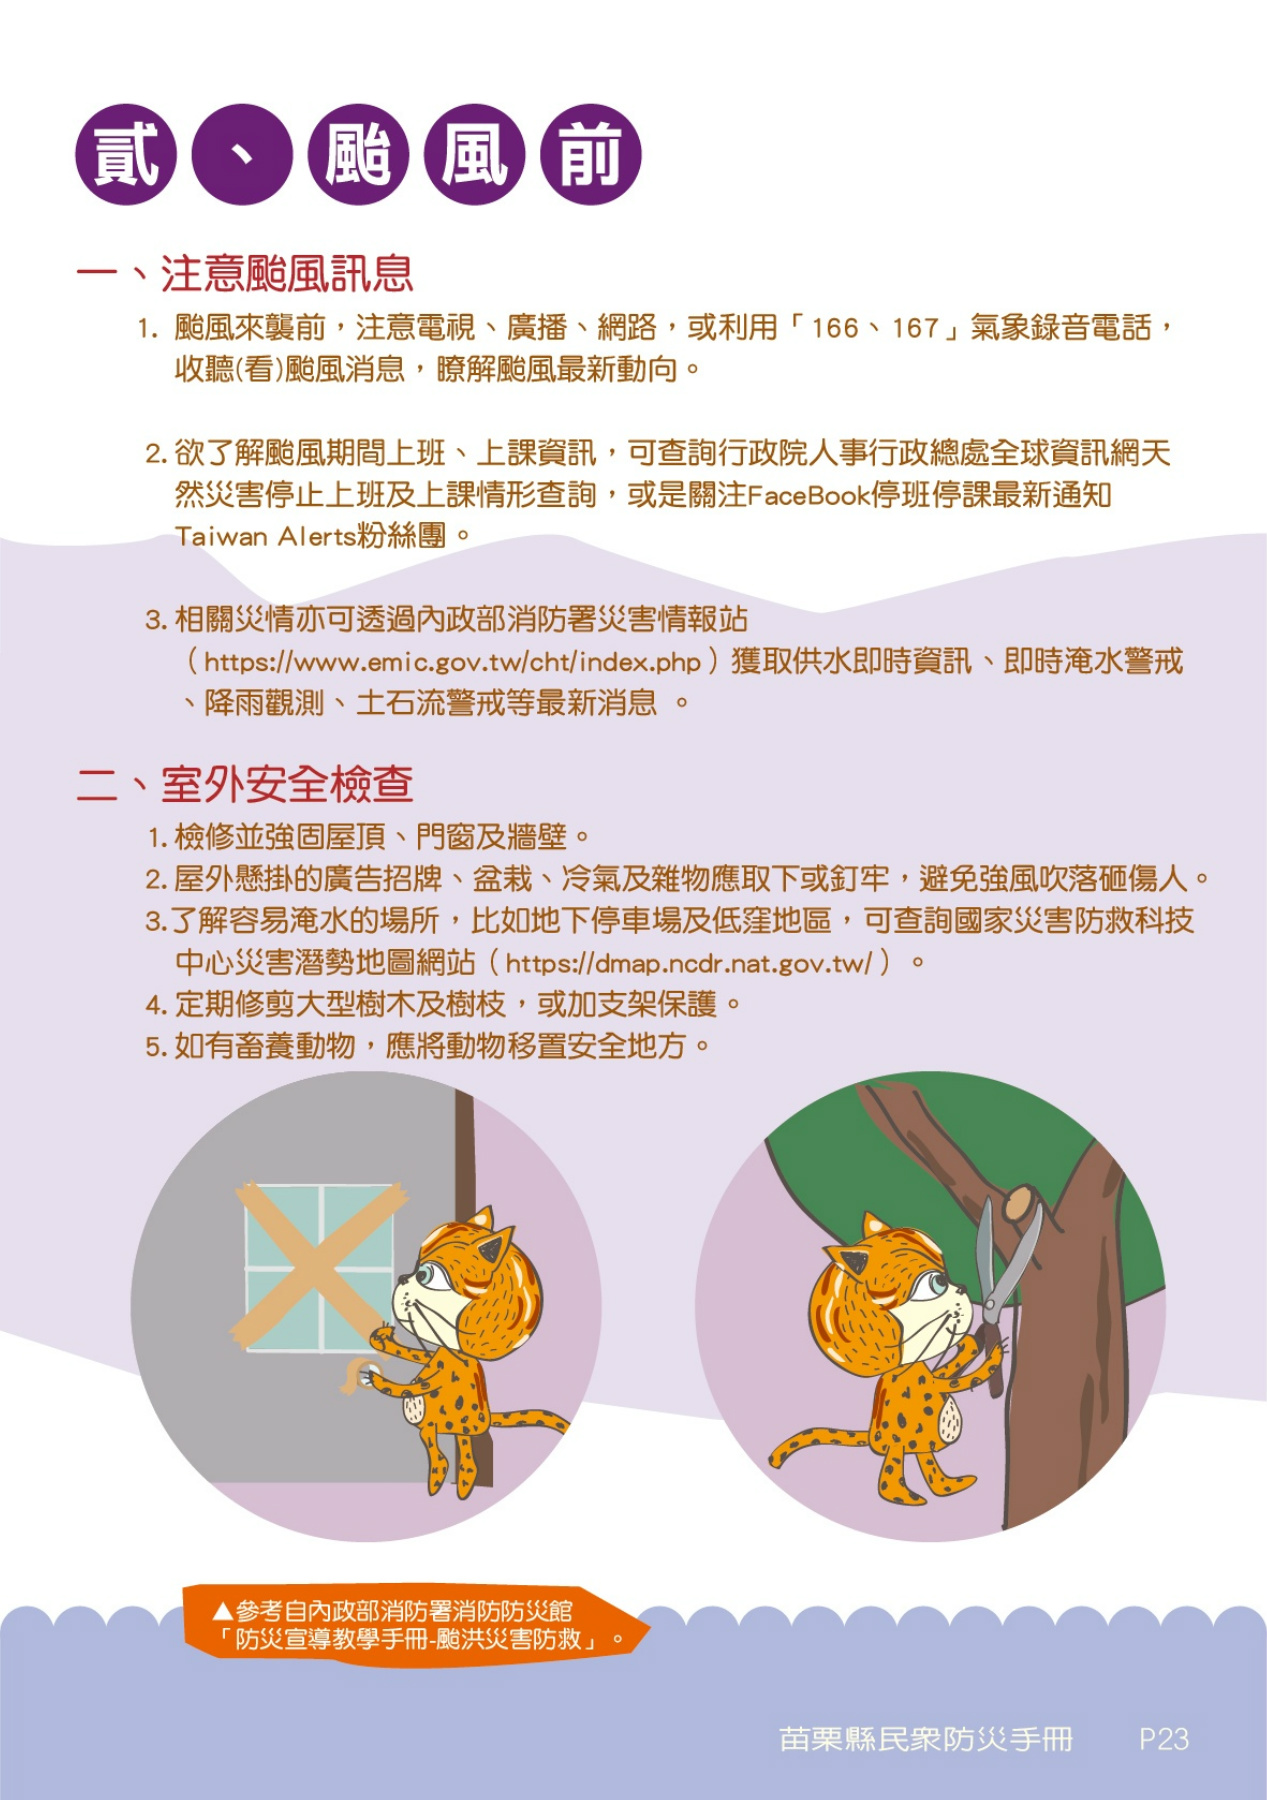 貳、颱風前
一、注意颱風訊息
1. 颱風來襲前，注意電視、廣播、網路，或利用「166、167」氣象錄音電話，
收聽(看)颱風消息，瞭解颱風最新動向。
2. 欲了解颱風期間上班、上課資訊，可查詢行政院人事行政總處全球資訊網天
然災害停止上班及上課情形查詢，或是關注FaceBook停班停課最新通知
Taiwan Alerts粉絲團。
3. 相關災情亦可透過內政部消防署災害情報站
（https://www.emic.gov.tw/cht/index.php）獲取供水即時資訊、即時淹水警戒
、降雨觀測、土石流警戒等最新消息 。
二、室外安全檢查
1. 檢修並強固屋頂、門窗及牆壁。
2. 屋外懸掛的廣告招牌、盆栽、冷氣及雜物應取下或釘牢，避免強風吹落砸傷人。
3.了解容易淹水的場所，比如地下停車場及低窪地區，可查詢國家災害防救科技
中心災害潛勢地圖網站（https://dmap.ncdr.nat.gov.tw/）。
4. 定期修剪大型樹木及樹枝，或加支架保護。
5. 如有畜養動物，應將動物移置安全地方。
▲參考自內政部消防署消防防災館
「防災宣導教學手冊-颱洪災害防救」。
苗栗縣民眾防災手冊 P23